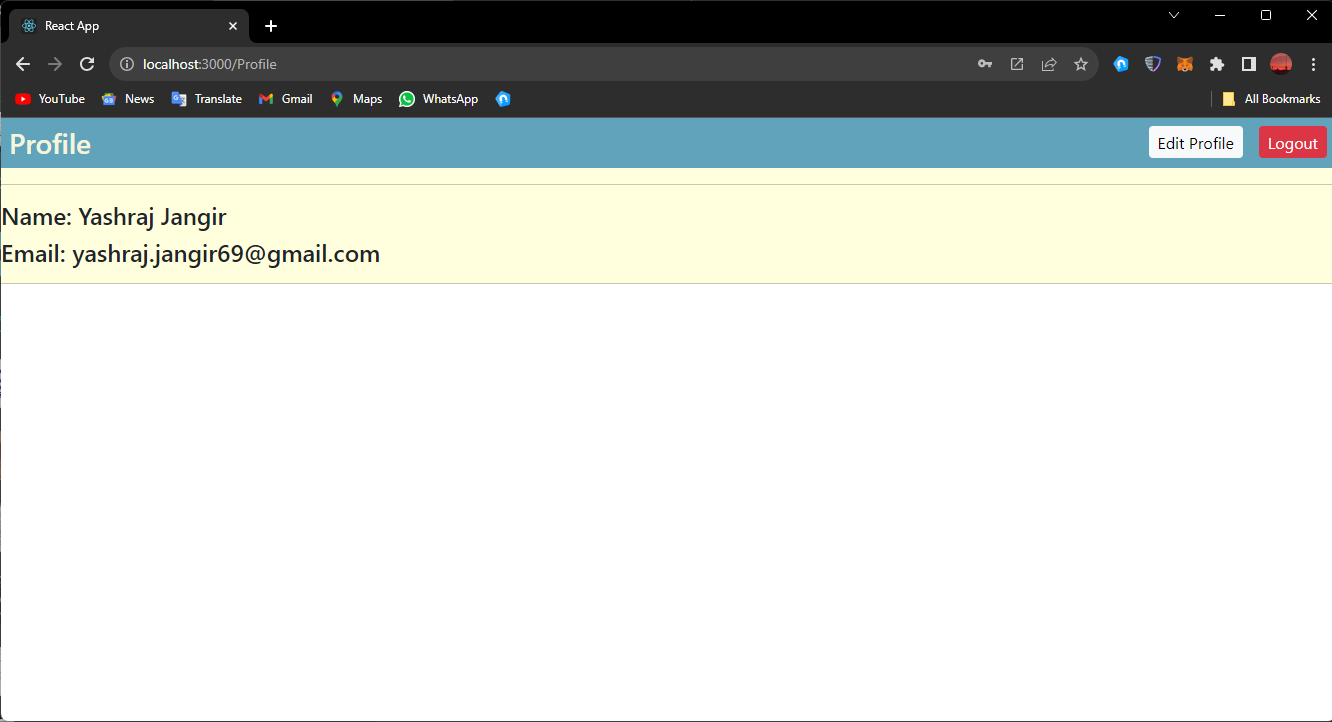 React App
localhost:3000/Profile
YouTube News Translate Gmail Maps WhatsApp All Bookmarks
Profile Edit Profile Logout
Name: Yashraj Jangir
Email: yashraj.jangir69@gmail.com